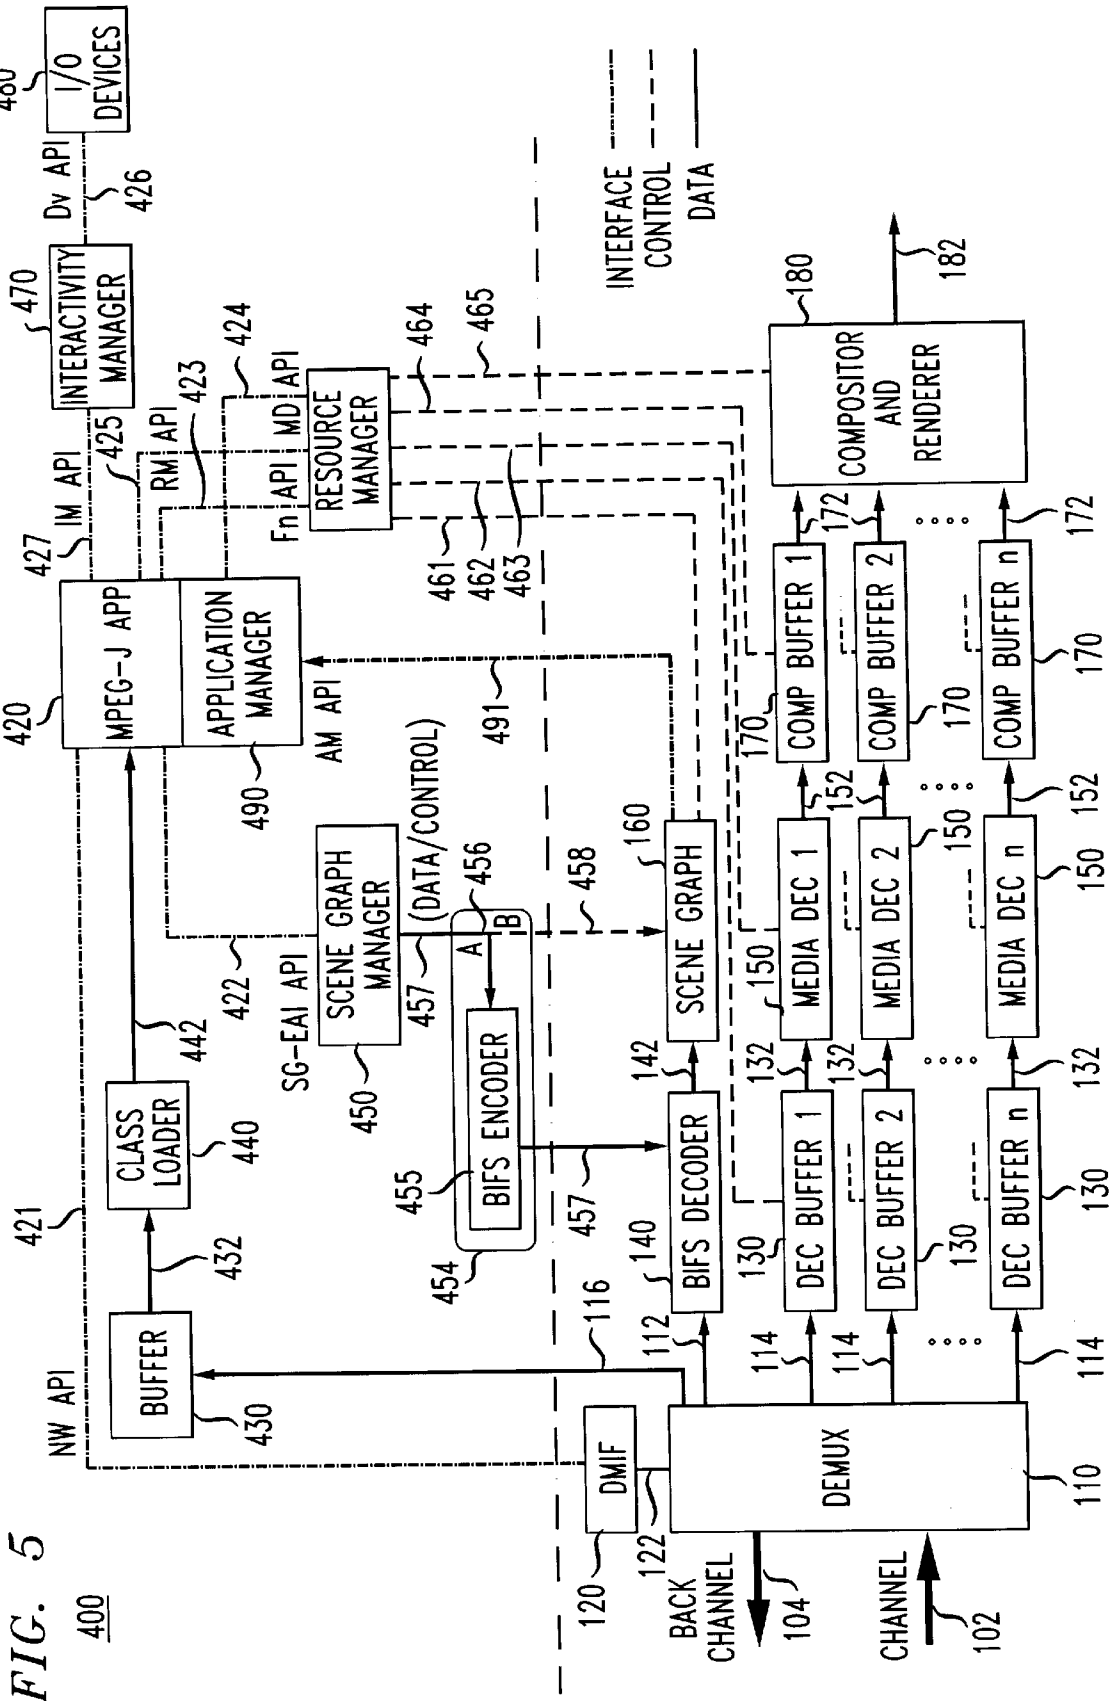 FIG. 5
400
NW API
421
BUFFER
430
432
CLASS
LOADER
440
442
420
MPEG-J APP
APPLICATION
MANAGER
490
AM API
491
427
IM API
425
RM API
423
Fn API
424
MD API
470
INTERACTIVITY
MANAGER
Dv API
426
480
I/O
DEVICES
422
SG-EAI API
SCENE GRAPH
MANAGER
450
457
(DATA/CONTROL)
A
456
B
454
455
BIFS ENCODER
457
458
RESOURCE
MANAGER
461
462
463
464
465
INTERFACE
CONTROL
DATA
120
DMIF
122
116
BACK
CHANNEL
104
CHANNEL
102
DEMUX
110
112
140
BIFS DECODER
142
160
SCENE GRAPH
114
130
DEC BUFFER 1
132
150
MEDIA DEC 1
152
170
COMP BUFFER 1
172
114
DEC BUFFER 2
130
132
MEDIA DEC 2
150
152
COMP BUFFER 2
170
172
114
DEC BUFFER n
130
132
MEDIA DEC n
150
152
COMP BUFFER n
170
172
180
COMPOSITOR
AND
RENDERER
182